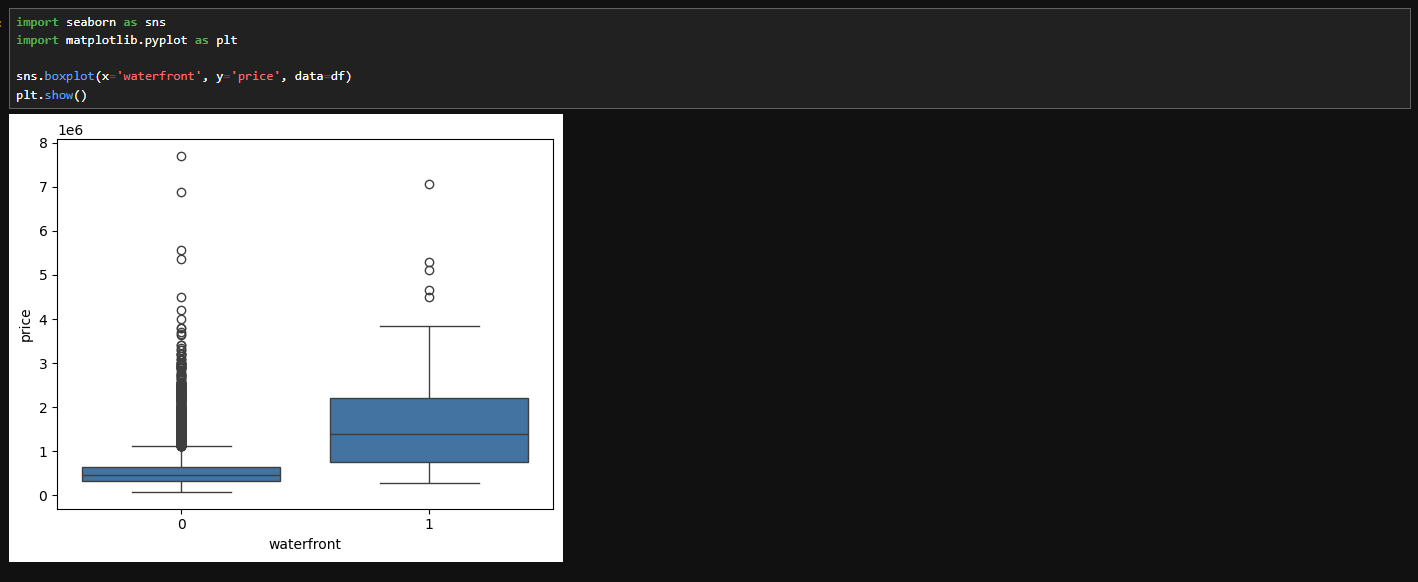 import seaborn as sns
import matplotlib.pyplot as plt
sns.boxplot(x='waterfront', y='price', data=df)
plt.show()
1e6
8
7
6
5
4
3
2
1
0
price
0 1
waterfront